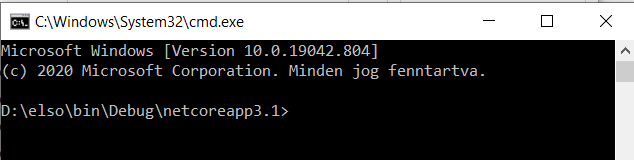 C:\Windows\System32\cmd.exe
Microsoft Windows [Version 10.0.19042.804]
(c) 2020 Microsoft Corporation. Minden jog fenntartva.
D:\elso\bin\Debug\netcoreapp3.1>